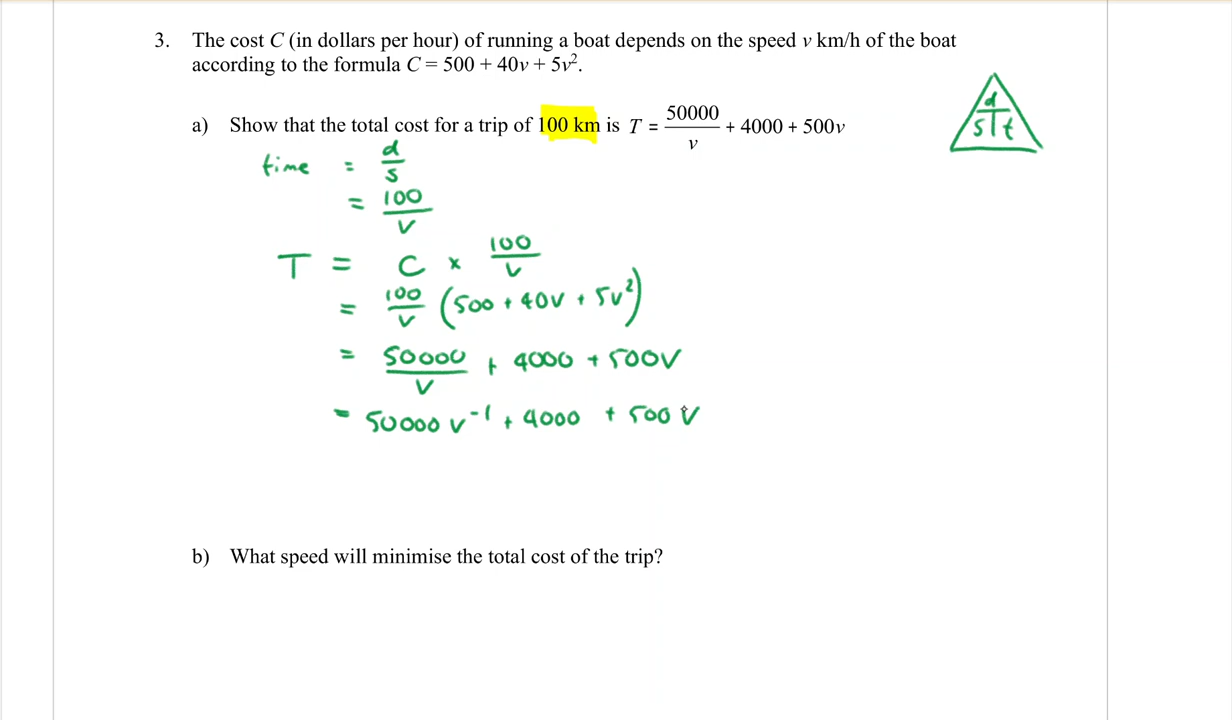 3. The cost C (in dollars per hour) of running a boat depends on the speed v km/h of the boat
according to the formula C = 500 + 40v + 5v².
a) Show that the total cost for a trip of 100 km is T = 50000/v + 4000 + 500v
d
s t
time = d/s
= 100/v
T = C × 100/v
= 100/v (500 + 40v + 5v²)
= 50000/v + 4000 + 500v
= 50000v⁻¹ + 4000 + 500v
b) What speed will minimise the total cost of the trip?